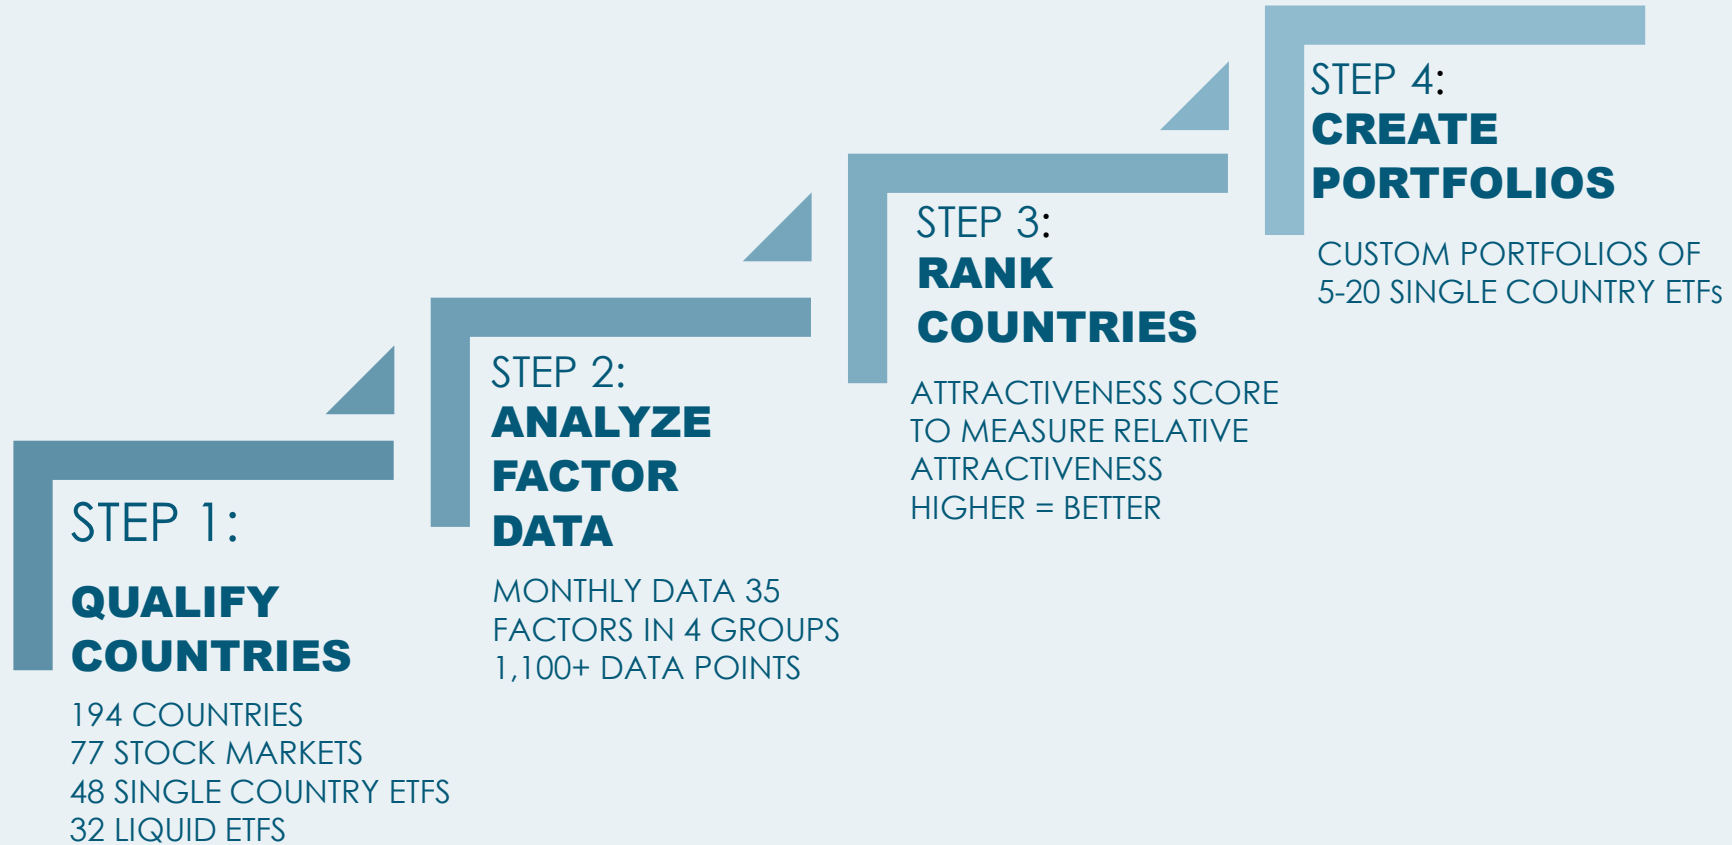 STEP 1:
QUALIFY
COUNTRIES
194 COUNTRIES
77 STOCK MARKETS
48 SINGLE COUNTRY ETFS
32 LIQUID ETFS
STEP 2:
ANALYZE
FACTOR
DATA
MONTHLY DATA 35
FACTORS IN 4 GROUPS
1,100+ DATA POINTS
STEP 3:
RANK
COUNTRIES
ATTRACTIVENESS SCORE
TO MEASURE RELATIVE
ATTRACTIVENESS
HIGHER = BETTER
STEP 4:
CREATE
PORTFOLIOS
CUSTOM PORTFOLIOS OF
5-20 SINGLE COUNTRY ETFs